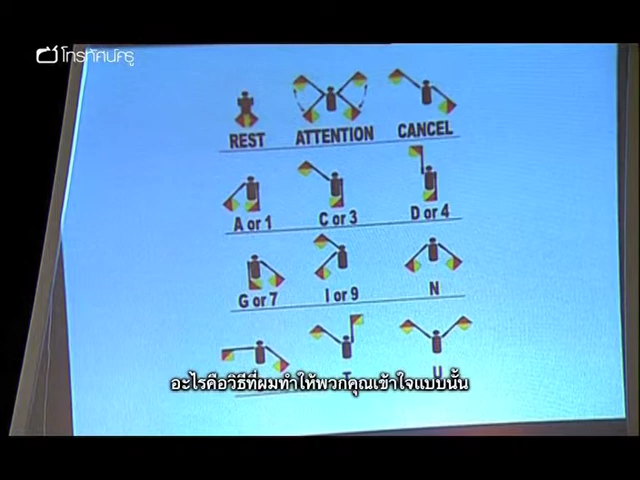 โทรทัศน์ครู
REST ATTENTION CANCEL
A or 1 C or 3 D or 4
G or 7 I or 9 N
T U
อะไรคือวิธีที่ผมทำให้พวกคุณเข้าใจแบบนั้น